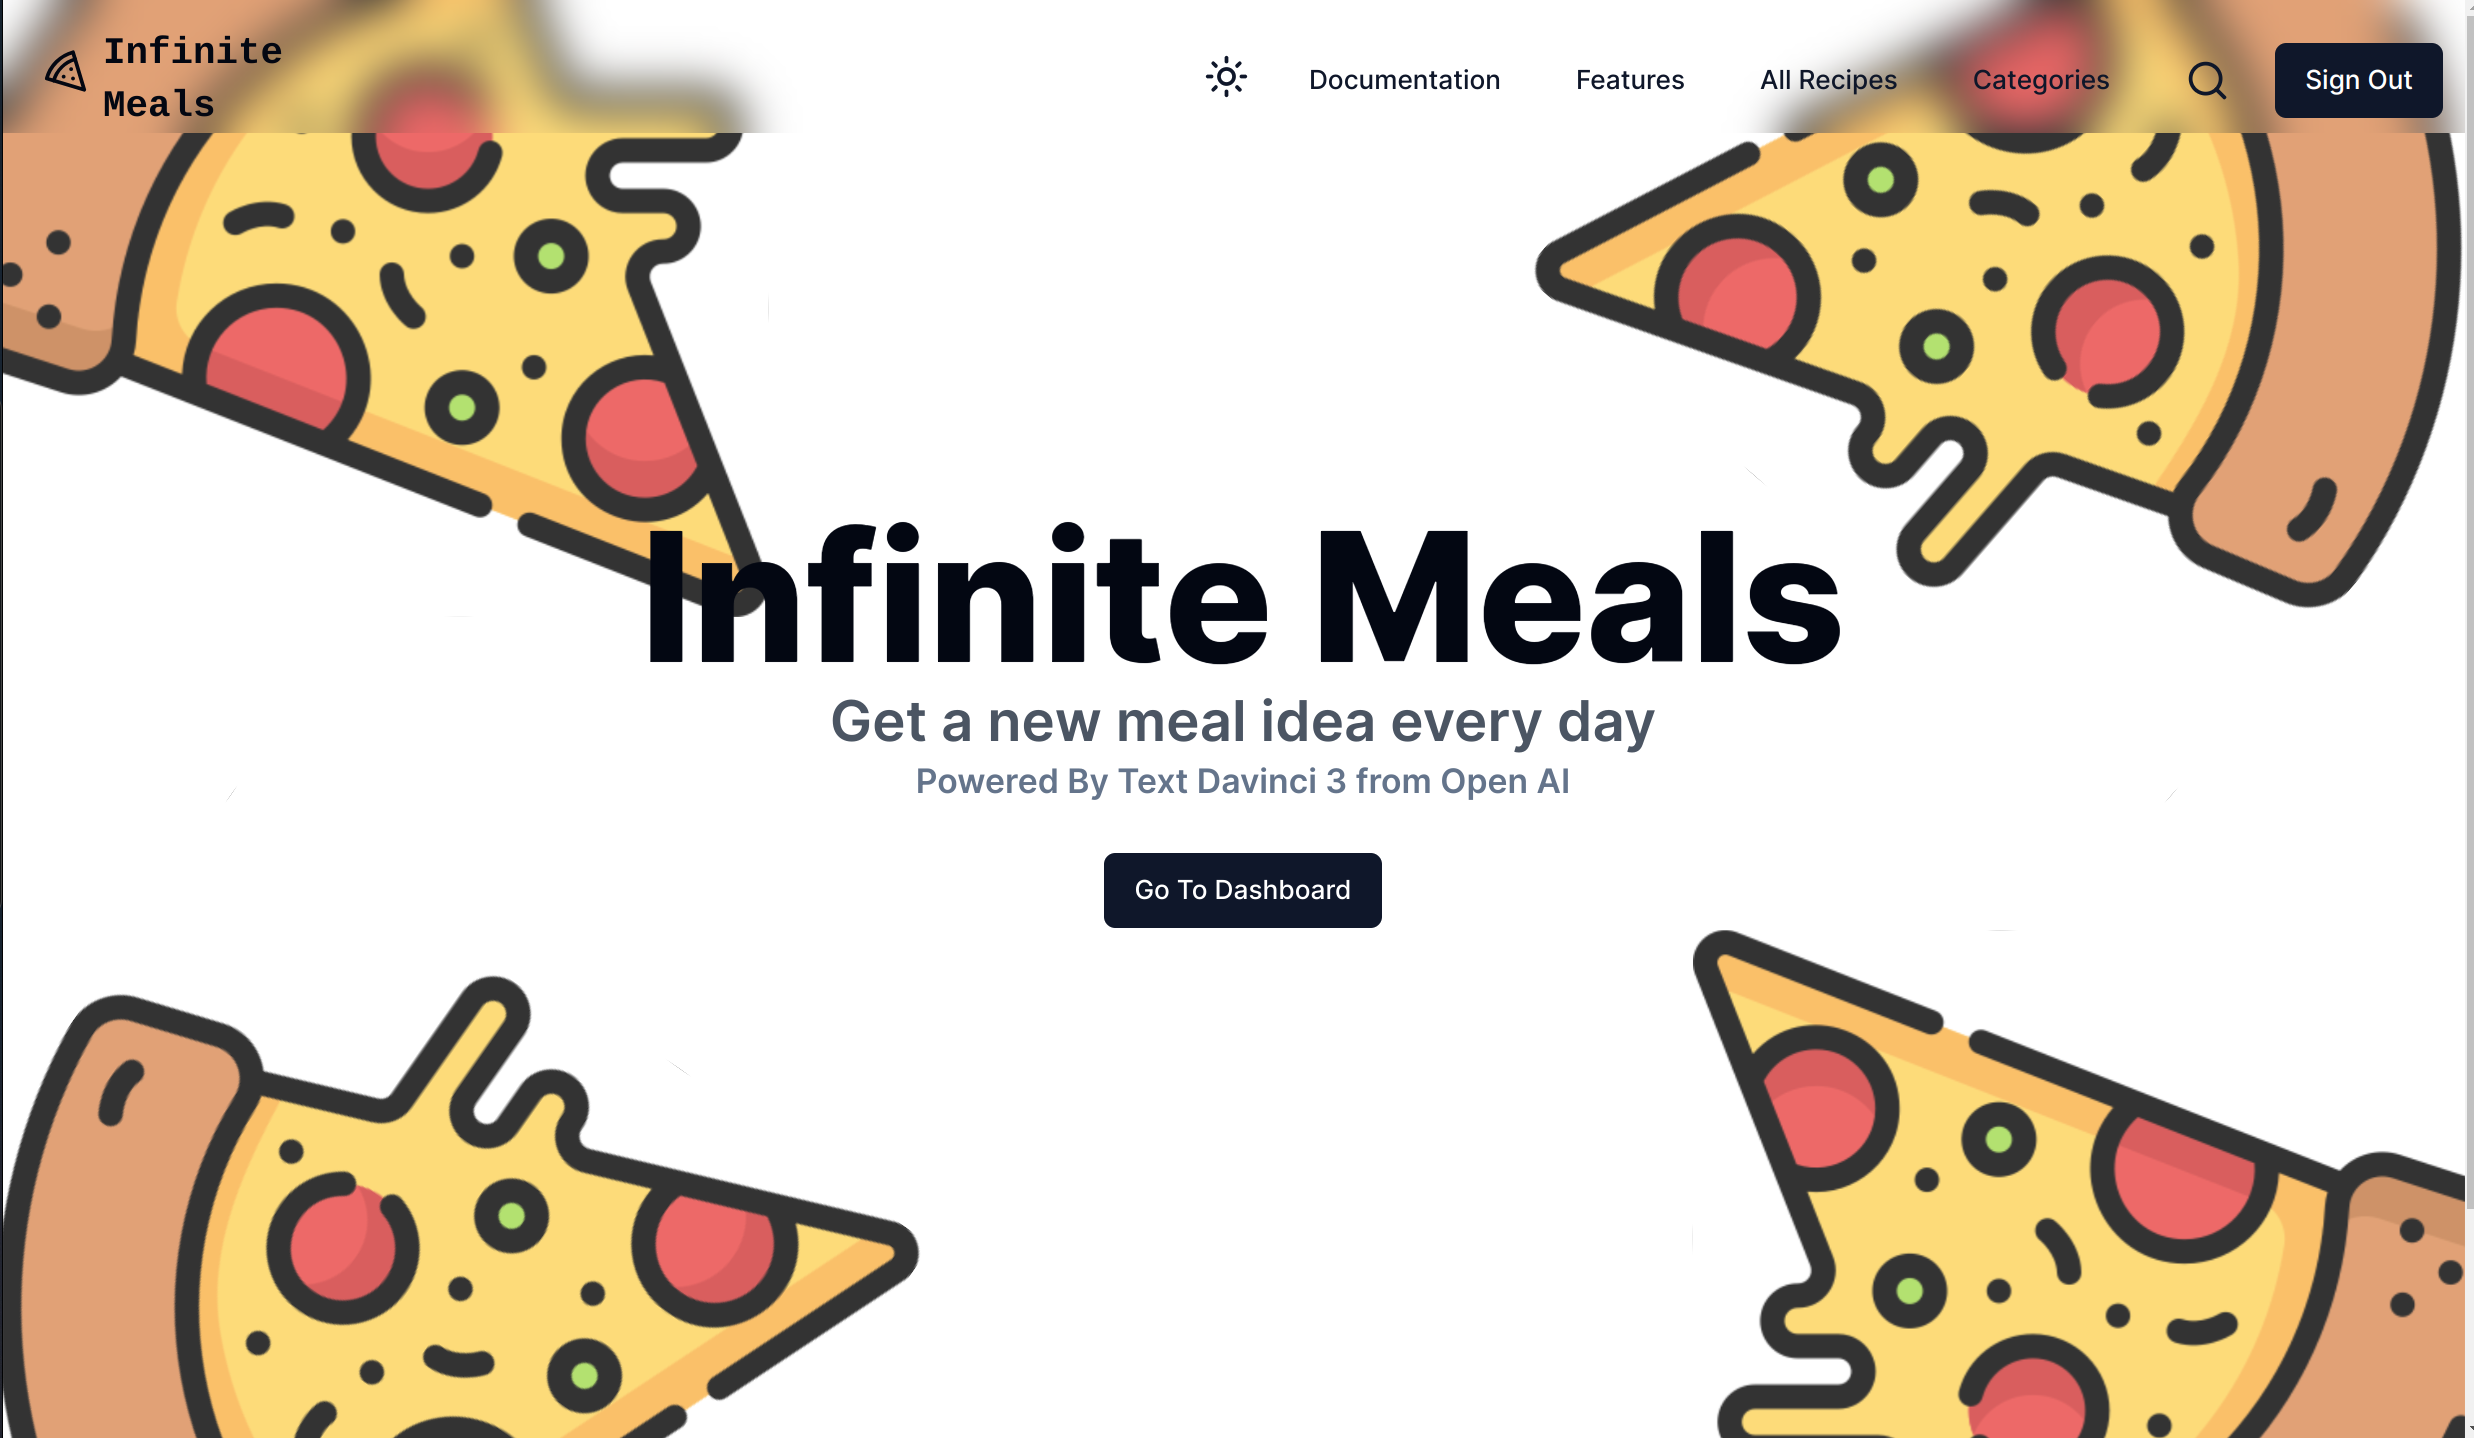 Infinite
Meals
Documentation
Features
All Recipes
Categories
Sign Out
Infinite Meals
Get a new meal idea every day
Powered By Text Davinci 3 from Open AI
Go To Dashboard